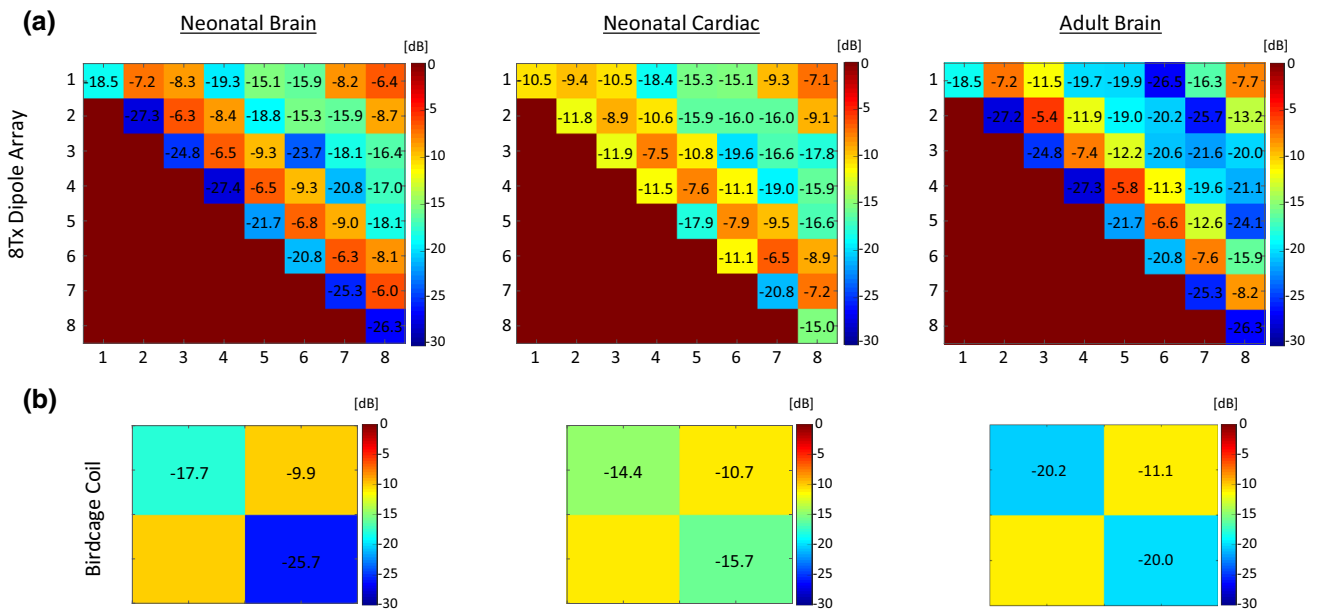 (a)
Neonatal Brain
Neonatal Cardiac
Adult Brain
8Tx Dipole Array
[dB]
1 -18.5 -7.2 -8.3 -19.3 -15.1 -15.9 -8.2 -6.4
2 -27.3 -6.3 -8.4 -18.8 -15.3 -15.9 -8.7
3 -24.8 -6.5 -9.3 -23.7 -18.1 -16.4
4 -27.4 -6.5 -9.3 -20.8 -17.0
5 -21.7 -6.8 -9.0 -18.1
6 -20.8 -6.3 -8.1
7 -25.3 -6.0
8 -26.3
1 2 3 4 5 6 7 8
0
-5
-10
-15
-20
-25
-30
[dB]
1 -10.5 -9.4 -10.5 -18.4 -15.3 -15.1 -9.3 -7.1
2 -11.8 -8.9 -10.6 -15.9 -16.0 -16.0 -9.1
3 -11.9 -7.5 -10.8 -19.6 -16.6 -17.8
4 -11.5 -7.6 -11.1 -19.0 -15.9
5 -17.9 -7.9 -9.5 -16.6
6 -11.1 -6.5 -8.9
7 -20.8 -7.2
8 -15.0
1 2 3 4 5 6 7 8
0
-5
-10
-15
-20
-25
-30
[dB]
1 -18.5 -7.2 -11.5 -19.7 -19.9 -26.5 -16.3 -7.7
2 -27.2 -5.4 -11.9 -19.0 -20.2 -25.7 -13.2
3 -24.8 -7.4 -12.2 -20.6 -21.6 -20.0
4 -27.3 -5.8 -11.3 -19.6 -21.1
5 -21.7 -6.6 -12.6 -24.1
6 -20.8 -7.6 -15.9
7 -25.3 -8.2
8 -26.3
1 2 3 4 5 6 7 8
0
-5
-10
-15
-20
-25
-30
(b)
Birdcage Coil
[dB]
-17.7 -9.9
-25.7
0
5
10
15
20
25
30
[dB]
-14.4 -10.7
-15.7
0
5
10
15
20
25
30
[dB]
-20.2 -11.1
-20.0
0
5
10
15
20
25
30